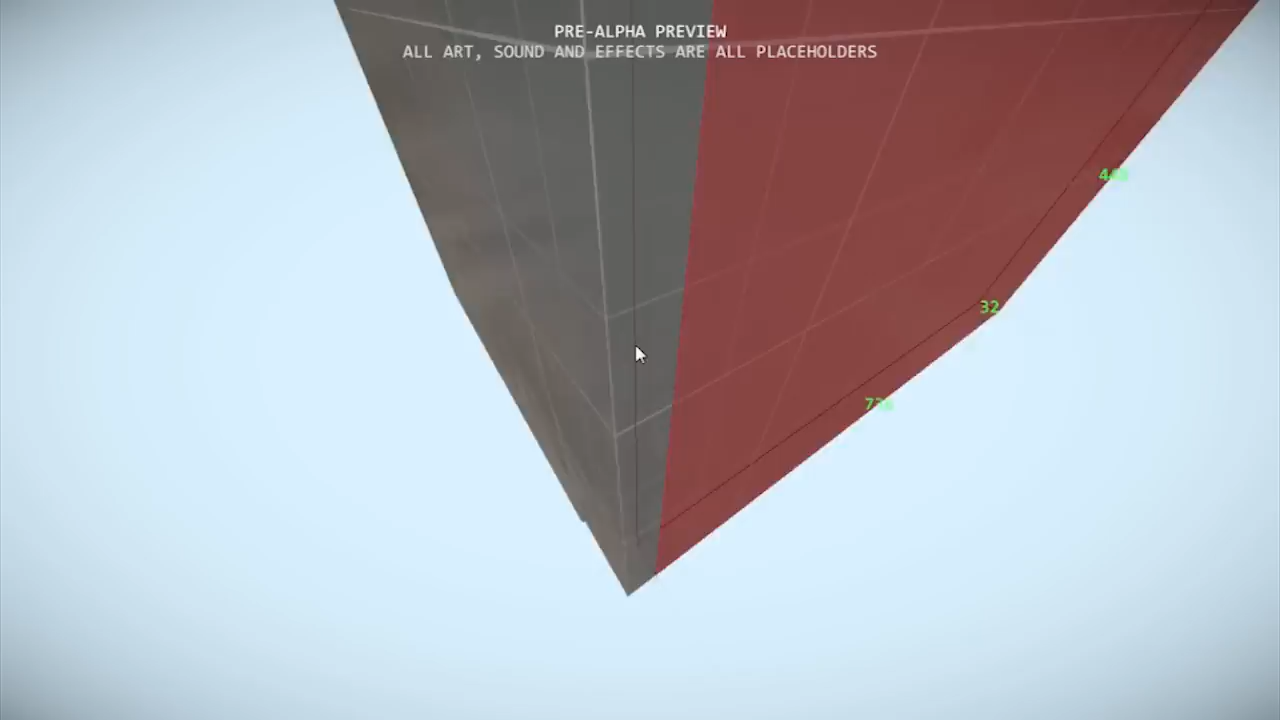 PRE-ALPHA PREVIEW
ALL ART, SOUND AND EFFECTS ARE ALL PLACEHOLDERS
32